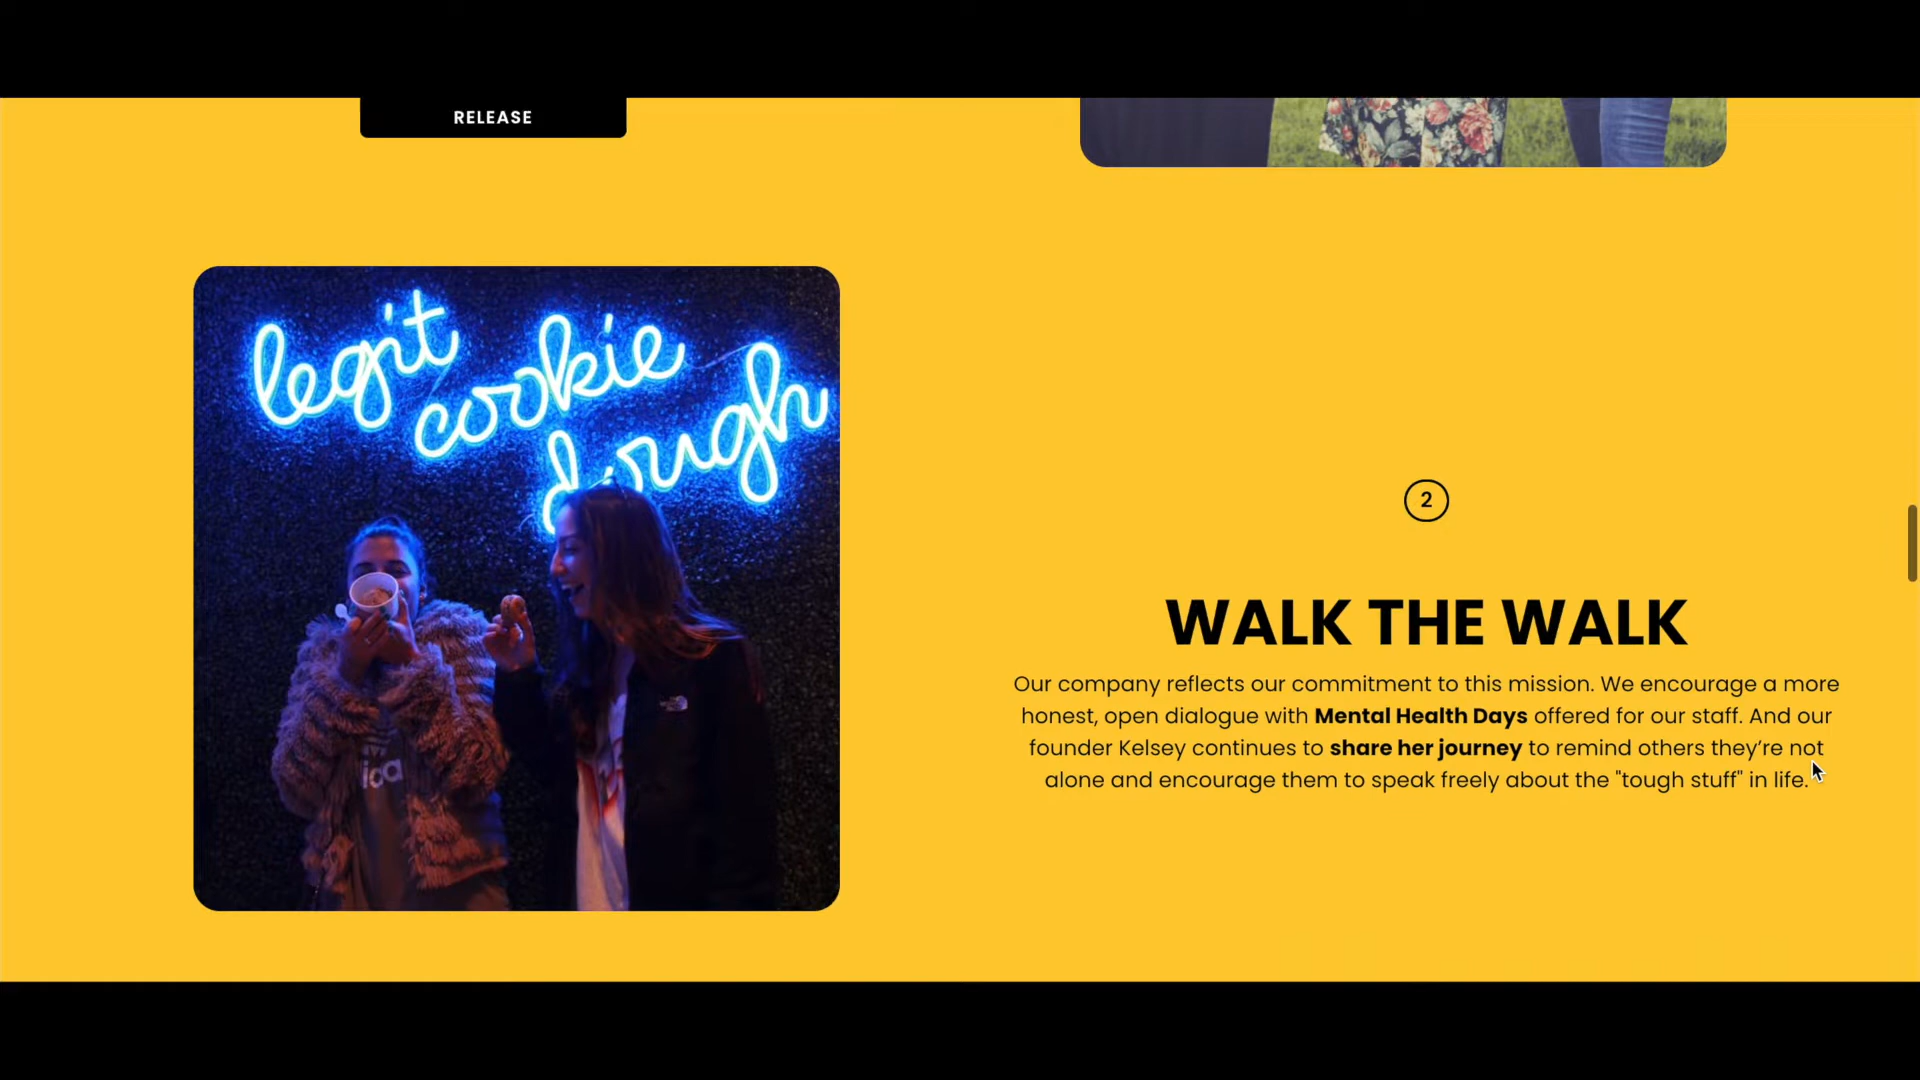 RELEASE
legit
cookie
dough
2
WALK THE WALK
Our company reflects our commitment to this mission. We encourage a more
honest, open dialogue with Mental Health Days offered for our staff. And our
founder Kelsey continues to share her journey to remind others they’re not
alone and encourage them to speak freely about the "tough stuff" in life.